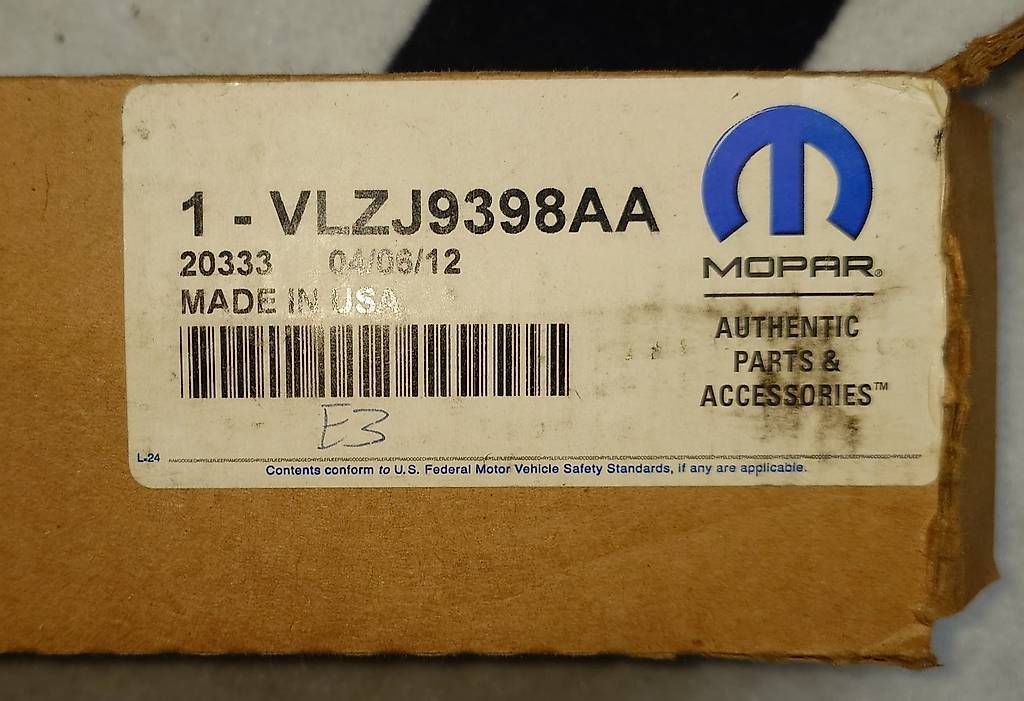 1 - VLZJ9398AA
20333 04/06/12
MADE IN USA
E3
MOPAR®
AUTHENTIC
PARTS &
ACCESSORIES™
L-24
Contents conform to U.S. Federal Motor Vehicle Safety Standards, if any are applicable.